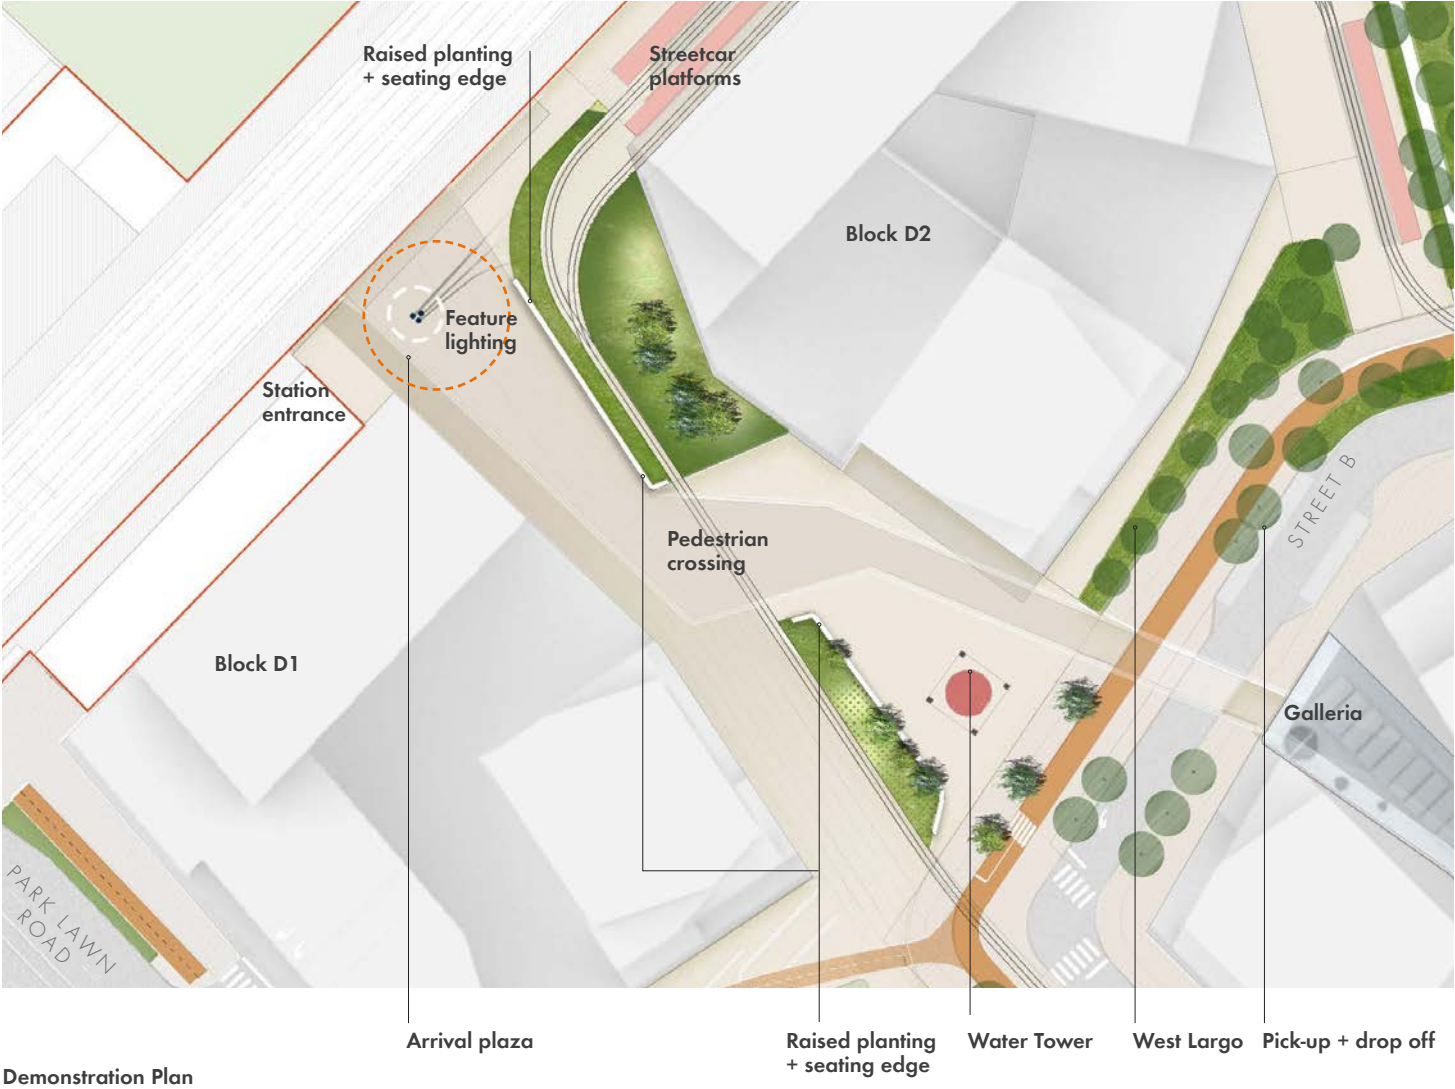 Raised planting
+ seating edge
Streetcar
platforms
Block D2
Feature
lighting
Station
entrance
STREET B
Pedestrian
crossing
Block D1
Galleria
PARK LAWN
ROAD
Arrival plaza
Raised planting
+ seating edge
Water Tower
West Largo
Pick-up + drop off
Demonstration Plan